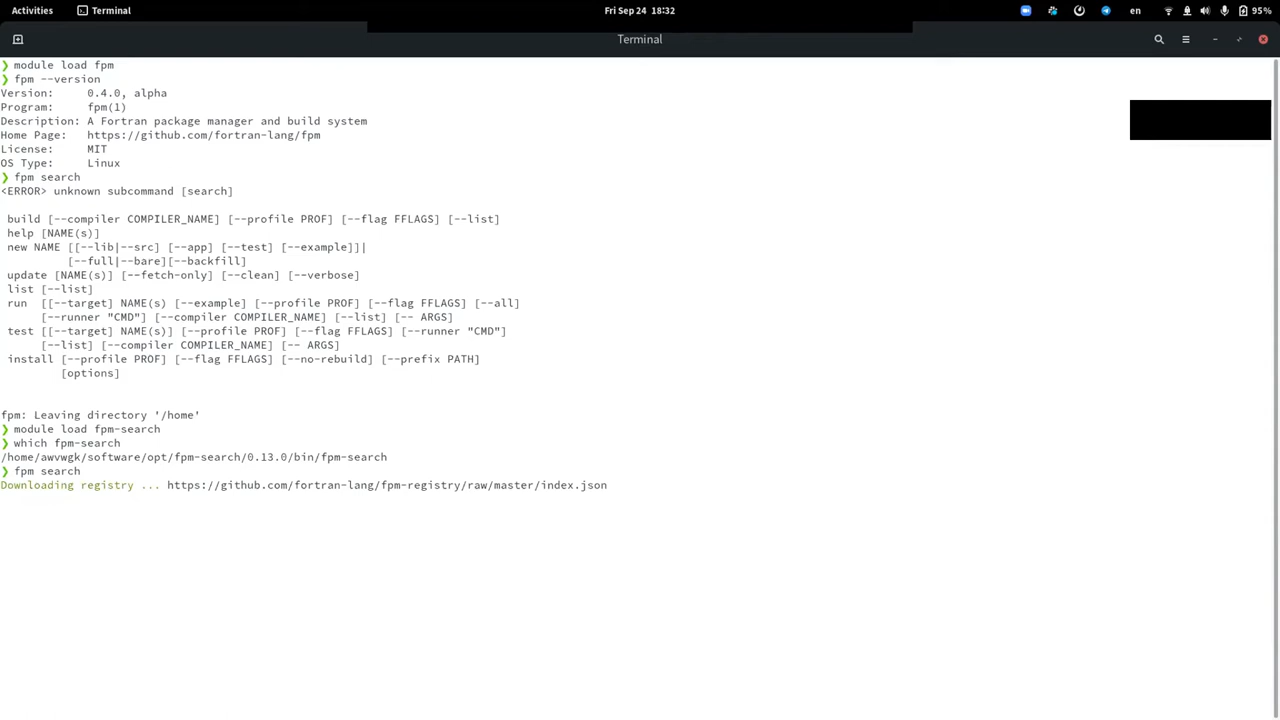 Activities
Terminal
Fri Sep 24 18:32
en
95%
Terminal
❯ module load fpm
❯ fpm --version
Version:     0.4.0, alpha
Program:     fpm(1)
Description: A Fortran package manager and build system
Home Page:   https://github.com/fortran-lang/fpm
License:     MIT
OS Type:     Linux
❯ fpm search
<ERROR> unknown subcommand [search]
build [--compiler COMPILER_NAME] [--profile PROF] [--flag FFLAGS] [--list]
help [NAME(s)]
new NAME [[--lib|--src] [--app] [--test] [--example]]|
[--full|--bare][--backfill]
update [NAME(s)] [--fetch-only] [--clean] [--verbose]
list [--list]
run  [[--target] NAME(s) [--example] [--profile PROF] [--flag FFLAGS] [--all]
[--runner "CMD"] [--compiler COMPILER_NAME] [--list] [-- ARGS]
test [[--target] NAME(s)] [--profile PROF] [--flag FFLAGS] [--runner "CMD"]
[--list] [--compiler COMPILER_NAME] [-- ARGS]
install [--profile PROF] [--flag FFLAGS] [--no-rebuild] [--prefix PATH]
[options]
fpm: Leaving directory '/home'
❯ module load fpm-search
❯ which fpm-search
/home/awvwgk/software/opt/fpm-search/0.13.0/bin/fpm-search
❯ fpm search
Downloading registry ... https://github.com/fortran-lang/fpm-registry/raw/master/index.json